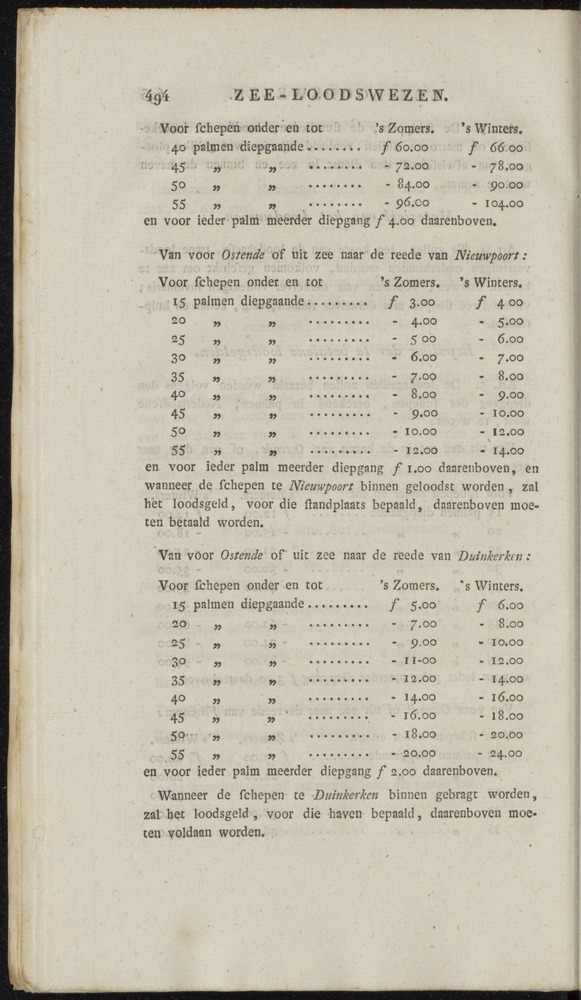 494 ZEE-LOODSWEZEN.
Voor ſchepen onder en tot 's Zomers. 's Winters.
40 palmen diepgaande ........ ƒ 60.00 ƒ 66 00
45 „ „ ........ - 72.00 - 78.00
50 „ „ ........ - 84.00 - 90.00
55 „ „ ........ - 96.00 - 104.00
en voor ieder palm meerder diepgang ƒ 4.00 daarenboven.
Van voor Ostende of uit zee naar de reede van Nieuwpoort :
Voor ſchepen onder en tot 's Zomers. 's Winters.
15 palmen diepgaande ......... ƒ 3.00 ƒ 4 00
20 „ „ ......... - 4.00 - 5.00
25 „ „ ......... - 5 00 - 6.00
30 „ „ ......... - 6.00 - 7.00
35 „ „ ......... - 7.00 - 8.00
40 „ „ ......... - 8.00 - 9.00
45 „ „ ......... - 9.00 - 10.00
50 „ „ ......... - 10.00 - 12.00
55 „ „ ......... - 12.00 - 14.00
en voor ieder palm meerder diepgang ƒ 1.00 daarenboven, en
wanneer de ſchepen te Nieuwpoort binnen geloodst worden , zal
het loodsgeld , voor die ſtandplaats bepaald, daarenboven moe-
ten betaald worden.
Van voor Ostende of uit zee naar de reede van Duinkerken :
Voor ſchepen onder en tot 's Zomers. 's Winters.
15 palmen diepgaande ......... ƒ 5.00 ƒ 6.00
20 „ „ ......... - 7.00 - 8.00
25 „ „ ......... - 9.00 - 10.00
30 „ „ ......... - 11-00 - 12.00
35 „ „ ......... - 12.00 - 14.00
40 „ „ ......... - 14.00 - 16.00
45 „ „ ......... - 16.00 - 18.00
50 „ „ ......... - 18.00 - 20.00
55 „ „ ......... - 20.00 - 24.00
en voor ieder palm meerder diepgang ƒ 2.00 daarenboven.
Wanneer de ſchepen te Duinkerken binnen gebragt worden,
zal het loodsgeld , voor die haven bepaald, daarenboven moe-
ten voldaan worden.